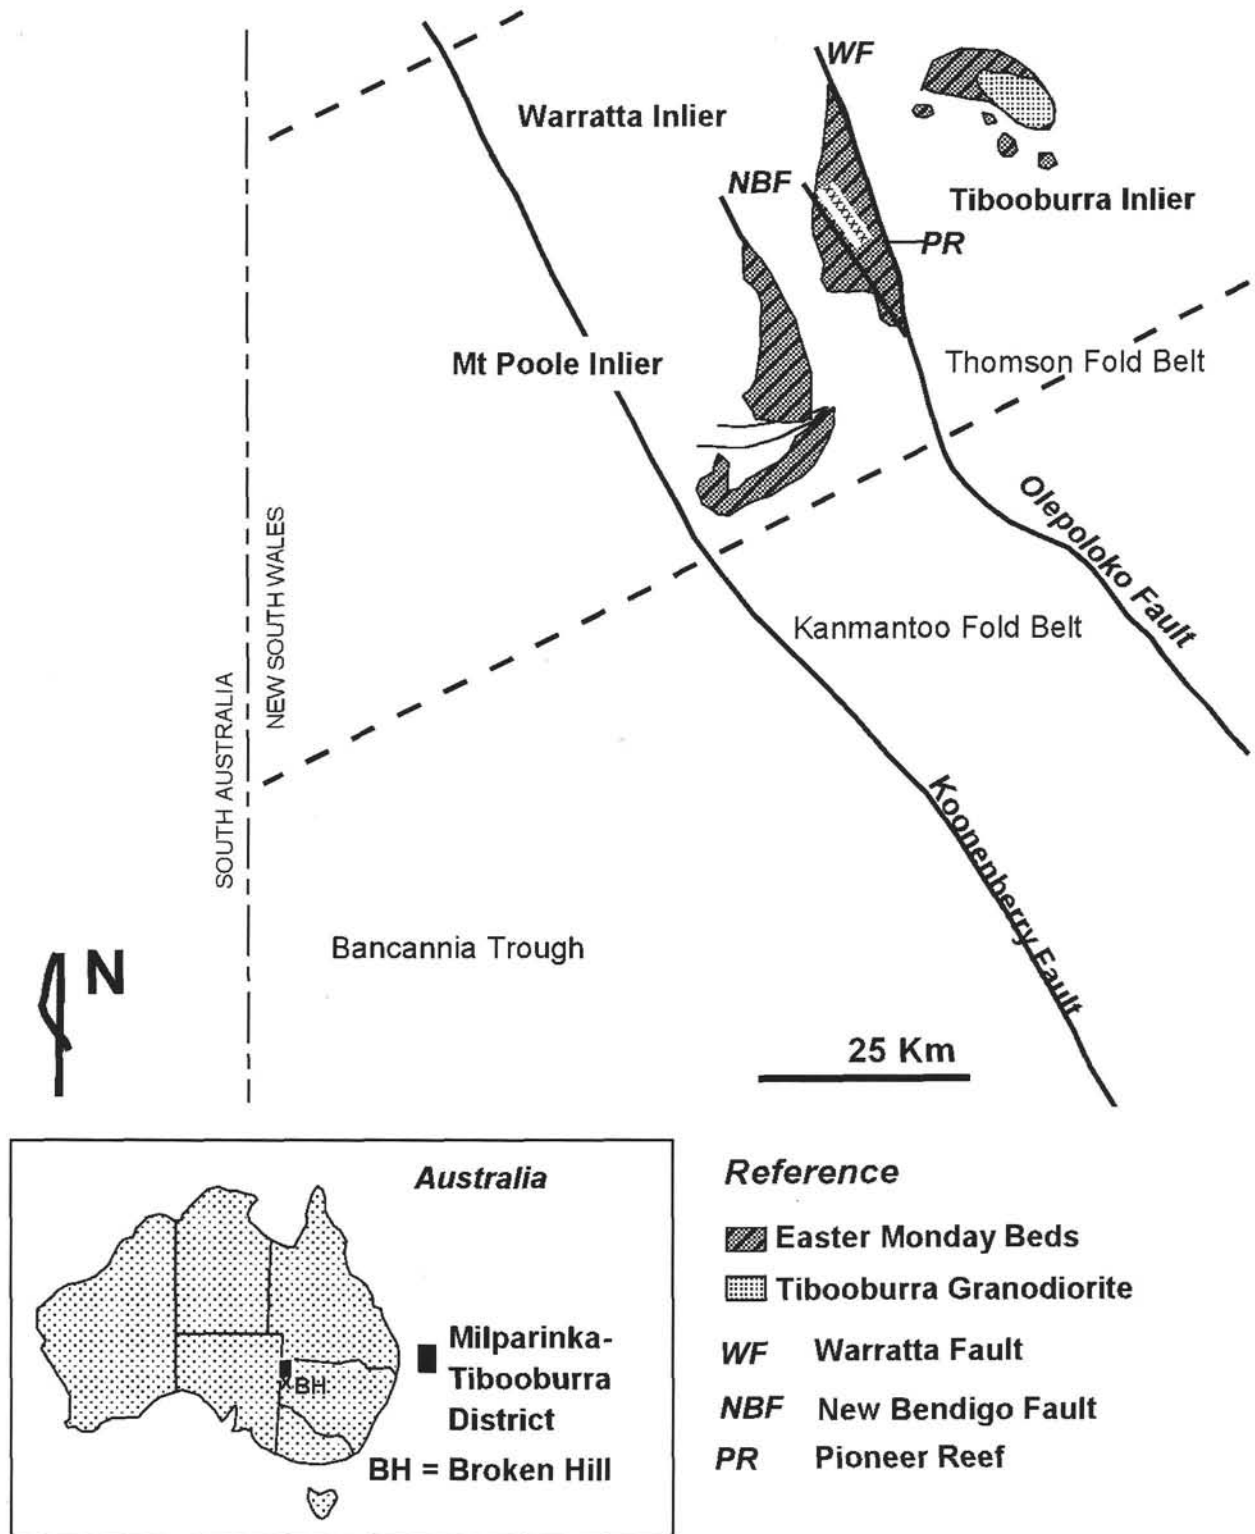 WF
Warratta Inlier
NBF
xxxxxxxx
Tibooburra Inlier
PR
Mt Poole Inlier
Thomson Fold Belt
Olepoloko Fault
NEW SOUTH WALES
SOUTH AUSTRALIA
Kanmantoo Fold Belt
Koonenberry Fault
Bancannia Trough
N
25 Km
Australia
x BH
Milparinka-
Tibooburra
District
BH = Broken Hill
Reference
Easter Monday Beds
Tibooburra Granodiorite
WF Warratta Fault
NBF New Bendigo Fault
PR Pioneer Reef